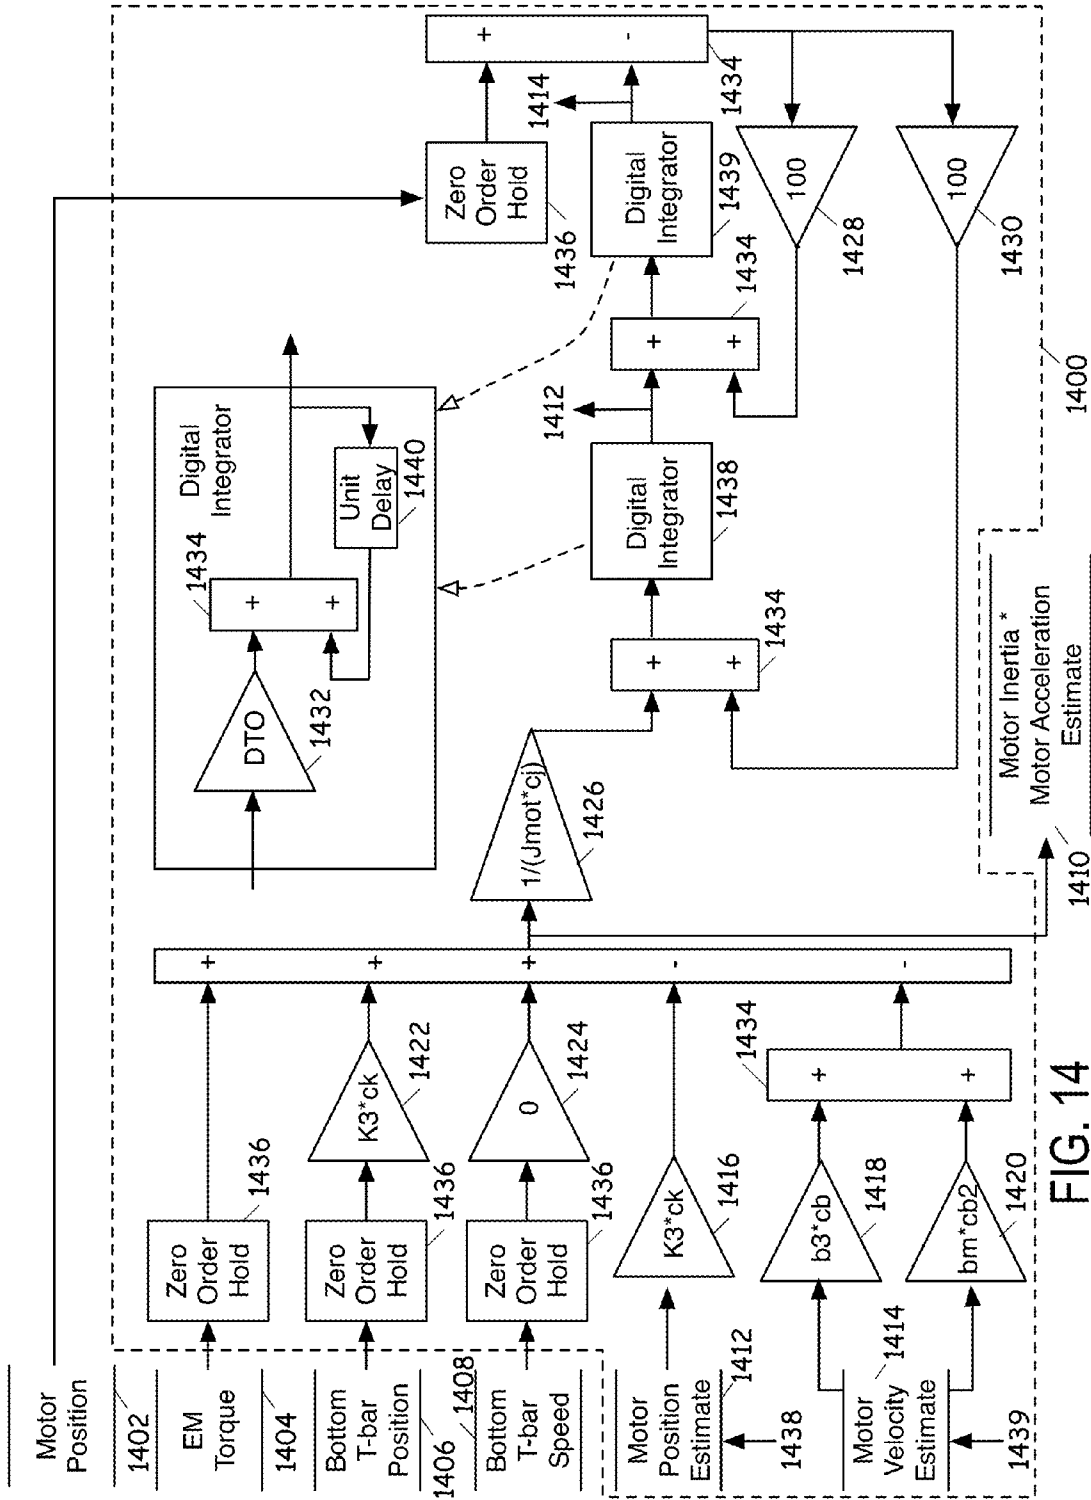 Motor
Position
1402
EM
Torque
1404
Bottom
T-bar
Position
1406
1408
Bottom
T-bar
Speed
Motor
Position
Estimate
1412
1438
Motor
Velocity
Estimate
1414
1439
Zero
Order
Hold
1436
Zero
Order
Hold
1436
Zero
Order
Hold
1436
K3*ck
1422
0
1424
K3*ck
1416
b3*cb
1418
bm*cb2
1420
1434
+
+
+
+
+
-
-
1/(Jmot*cj)
1426
1410
Motor Inertia *
Motor Acceleration
Estimate
DTO
1432
1434
+
+
Digital
Integrator
Unit
Delay
1440
+
+
1434
Digital
Integrator
1438
1412
+
+
1434
Digital
Integrator
1439
1414
Zero
Order
Hold
1436
+
-
1434
100
1428
100
1430
1400
FIG. 14